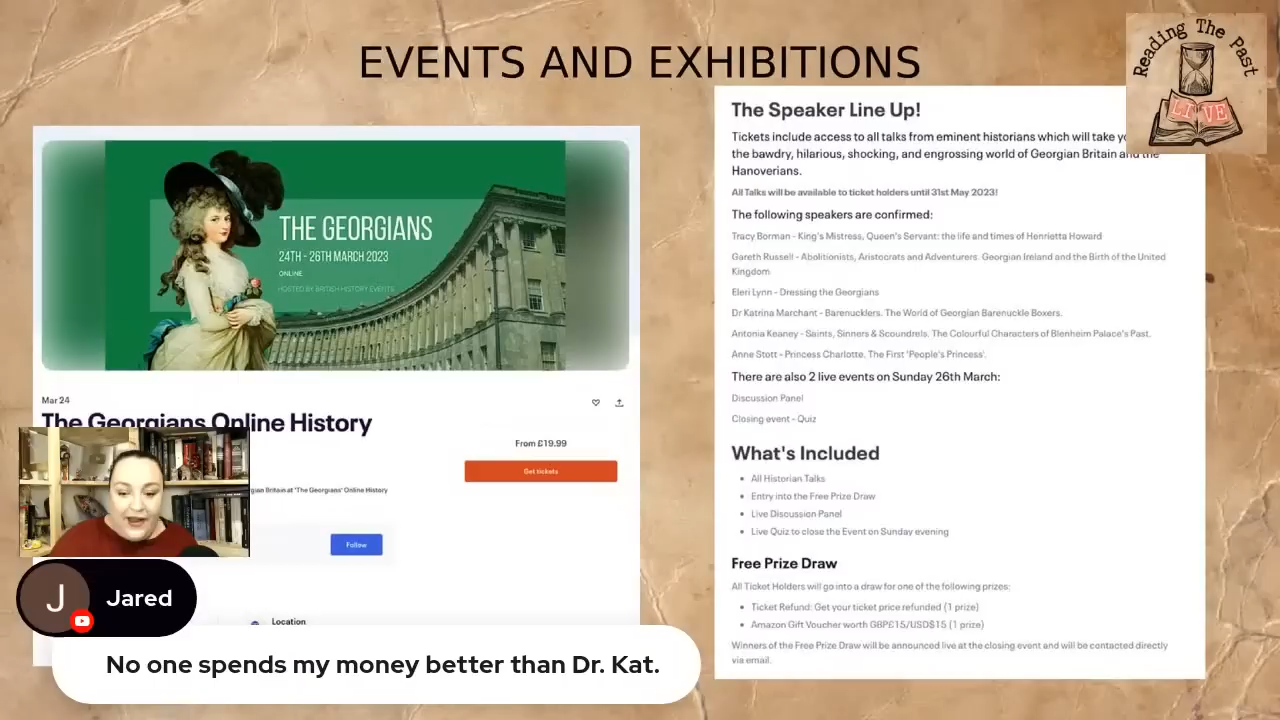 EVENTS AND EXHIBITIONS
Reading The Past
LIVE
THE GEORGIANS
24TH - 26TH MARCH 2023
ONLINE
HOSTED BY BRITISH HISTORY EVENTS
Mar 24
The Georgians Online History
From £19.99
Get tickets
gian Britain at 'The Georgians' Online History
Follow
Location
J
Jared
No one spends my money better than Dr. Kat.
The Speaker Line Up!
Tickets include access to all talks from eminent historians which will take yo
the bawdry, hilarious, shocking, and engrossing world of Georgian Britain and the
Hanoverians.
All Talks will be available to ticket holders until 31st May 2023!
The following speakers are confirmed:
Tracy Borman - King's Mistress, Queen's Servant: the life and times of Henrietta Howard
Gareth Russell - Abolitionists, Aristocrats and Adventurers. Georgian Ireland and the Birth of the United
Kingdom
Eleri Lynn - Dressing the Georgians
Dr Katrina Marchant - Barenucklers. The World of Georgian Barenuckle Boxers.
Antonia Keaney - Saints, Sinners & Scoundrels. The Colourful Characters of Blenheim Palace's Past.
Anne Stott - Princess Charlotte. The First 'People's Princess'.
There are also 2 live events on Sunday 26th March:
Discussion Panel
Closing event - Quiz
What's Included
• All Historian Talks
• Entry into the Free Prize Draw
• Live Discussion Panel
• Live Quiz to close the Event on Sunday evening
Free Prize Draw
All Ticket Holders will go into a draw for one of the following prizes:
• Ticket Refund: Get your ticket price refunded (1 prize)
• Amazon Gift Voucher worth GBP£15/USD$15 (1 prize)
Winners of the Free Prize Draw will be announced live at the closing event and will be contacted directly
via email.